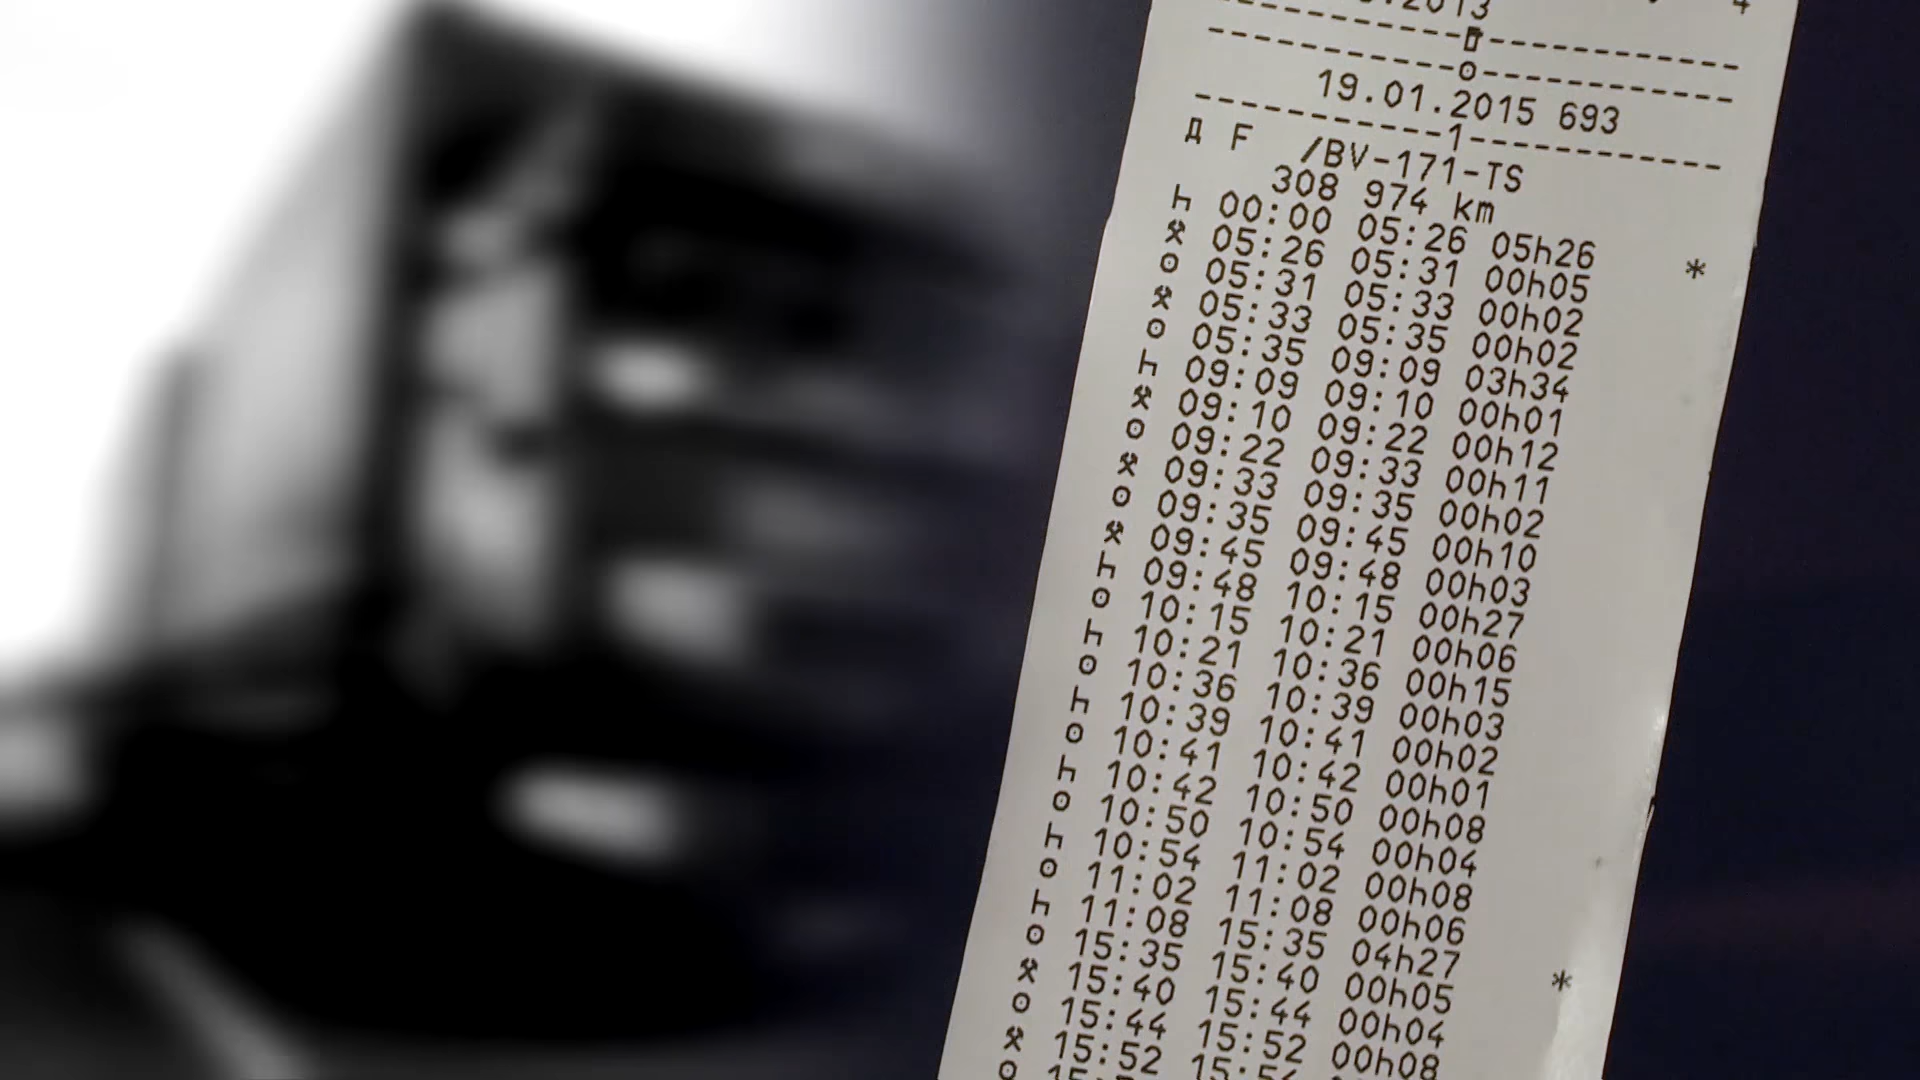 .2013 4
19.01.2015 693
1
F /BV-171-TS
308 974 km
00:00 05:26 05h26 *
05:26 05:31 00h05
05:31 05:33 00h02
05:33 05:35 00h02
05:35 09:09 03h34
09:09 09:10 00h01
09:10 09:22 00h12
09:22 09:33 00h11
09:33 09:35 00h02
09:35 09:45 00h10
09:45 09:48 00h03
09:48 10:15 00h27
10:15 10:21 00h06
10:21 10:36 00h15
10:36 10:39 00h03
10:39 10:41 00h02
10:41 10:42 00h01
10:42 10:50 00h08
10:50 10:54 00h04
10:54 11:02 00h08
11:02 11:08 00h06
11:08 15:35 04h27 *
15:35 15:40 00h05
15:40 15:44 00h04
15:44 15:52 00h08
15:52